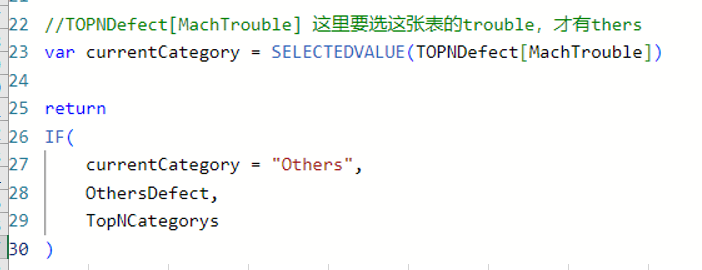 22 //TOPNDefect[MachTrouble] 这里要选这张表的trouble，才有thers
23 var currentCategory = SELECTEDVALUE(TOPNDefect[MachTrouble])
24
25 return
26 IF(
27     currentCategory = "Others",
28     OthersDefect,
29     TopNCategorys
30 )